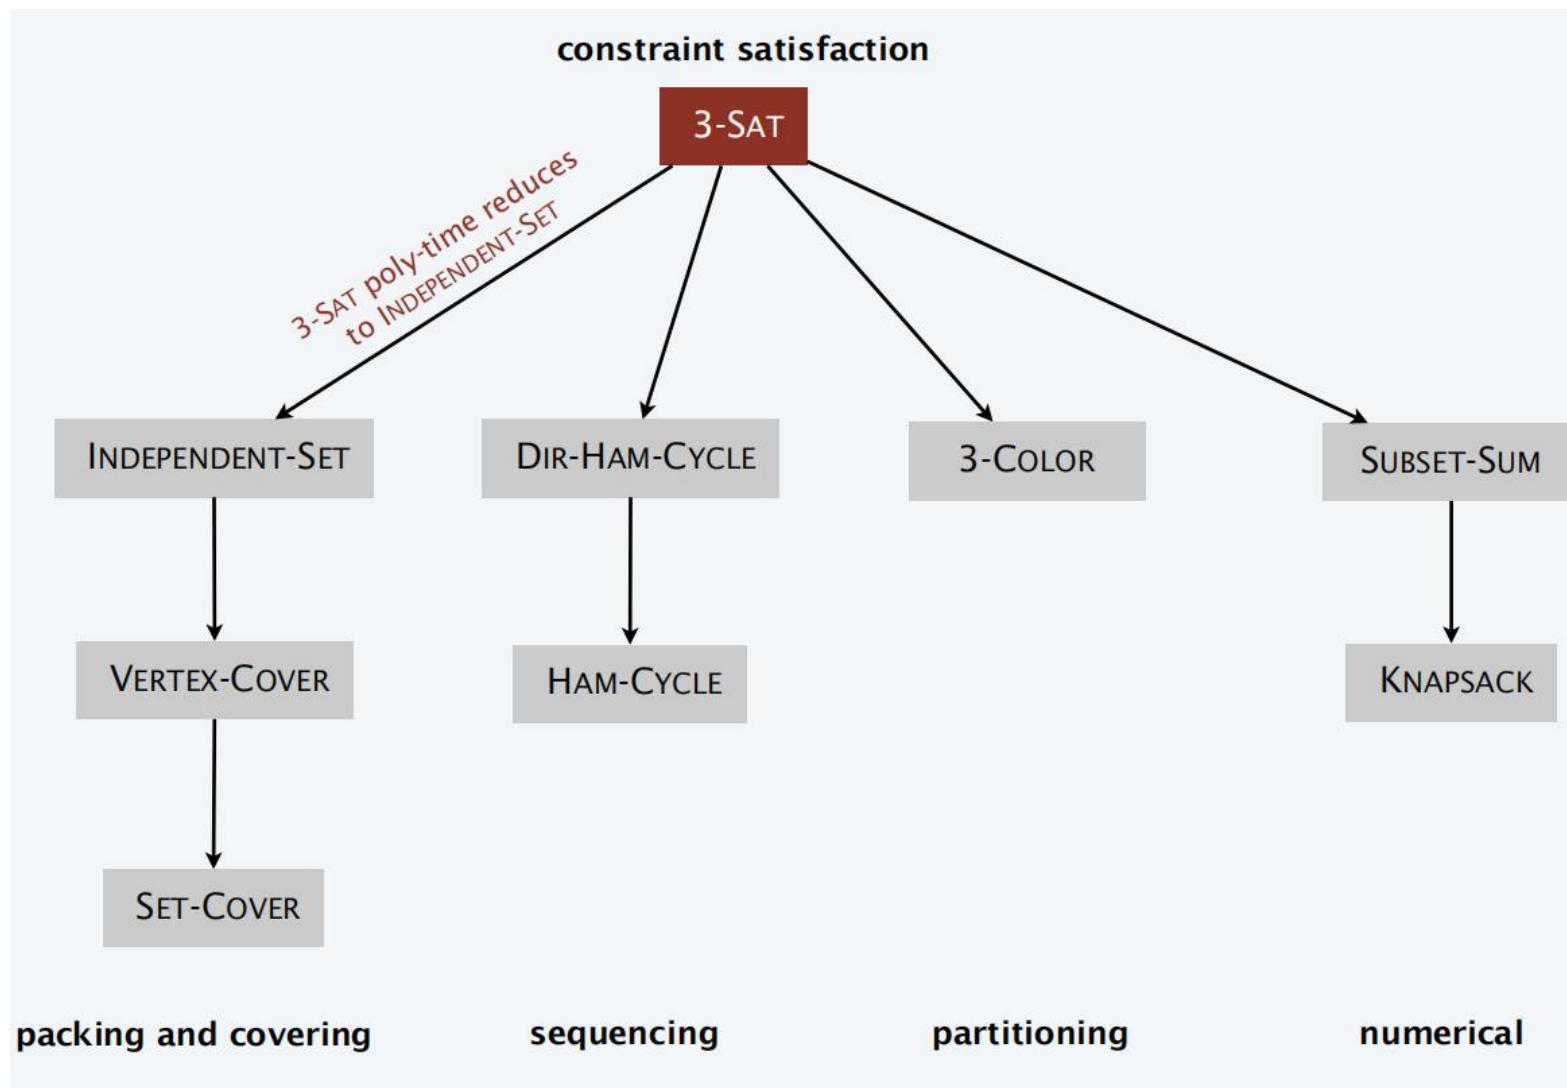 constraint satisfaction
3-SAT
3-SAT poly-time reduces
to INDEPENDENT-SET
INDEPENDENT-SET
DIR-HAM-CYCLE
3-COLOR
SUBSET-SUM
VERTEX-COVER
HAM-CYCLE
KNAPSACK
SET-COVER
packing and covering
sequencing
partitioning
numerical